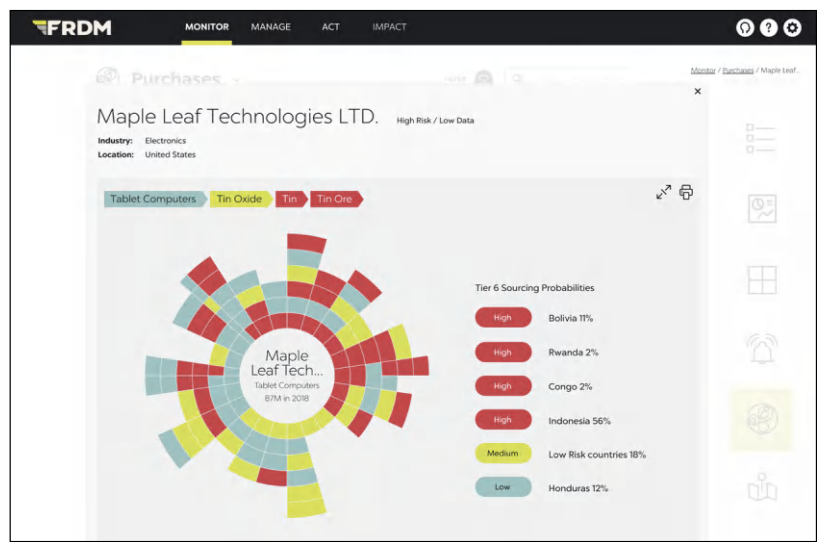 FRDM MONITOR MANAGE ACT IMPACT ?
Purchases
Monitor / Purchases / Maple Leaf..
×
Maple Leaf Technologies LTD. High Risk / Low Data
Industry: Electronics
Location: United States
Tablet Computers Tin Oxide Tin Tin Ore
Tier 6 Sourcing Probabilities
High Bolivia 11%
High Rwanda 2%
High Congo 2%
High Indonesia 56%
Medium Low Risk countries 18%
Low Honduras 12%
Maple
Leaf Tech...
Tablet Computers
87M in 2018